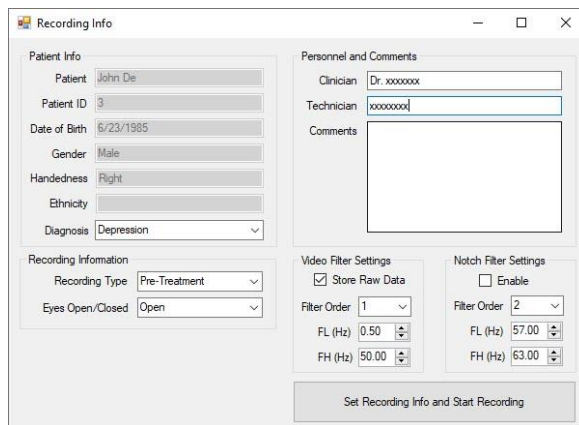 Recording Info
Patient Info
Patient John De
Patient ID 3
Date of Birth 6/23/1985
Gender Male
Handedness Right
Ethnicity
Diagnosis Depression
Recording Information
Recording Type Pre-Treatment
Eyes Open/Closed Open
Personnel and Comments
Clinician Dr. xxxxxxx
Technician xxxxxxxx
Comments
Video Filter Settings
Store Raw Data
Filter Order 1
FL (Hz) 0.50
FH (Hz) 50.00
Notch Filter Settings
Enable
Filter Order 2
FL (Hz) 57.00
FH (Hz) 63.00
Set Recording Info and Start Recording